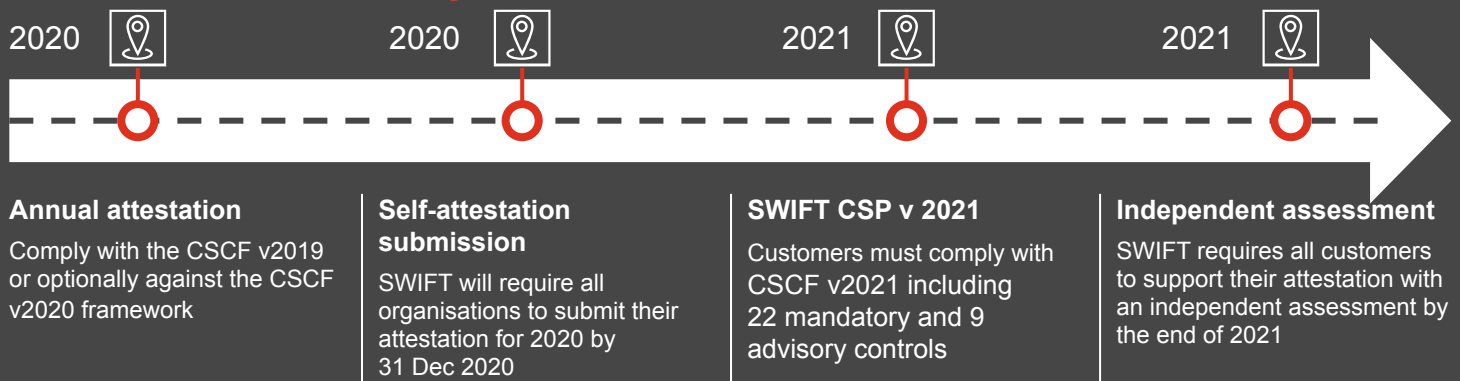 2020
2020
2021
2021
Annual attestation
Comply with the CSCF v2019
or optionally against the CSCF
v2020 framework
Self-attestation
submission
SWIFT will require all
organisations to submit their
attestation for 2020 by
31 Dec 2020
SWIFT CSP v 2021
Customers must comply with
CSCF v2021 including
22 mandatory and 9
advisory controls
Independent assessment
SWIFT requires all customers
to support their attestation with
an independent assessment by
the end of 2021